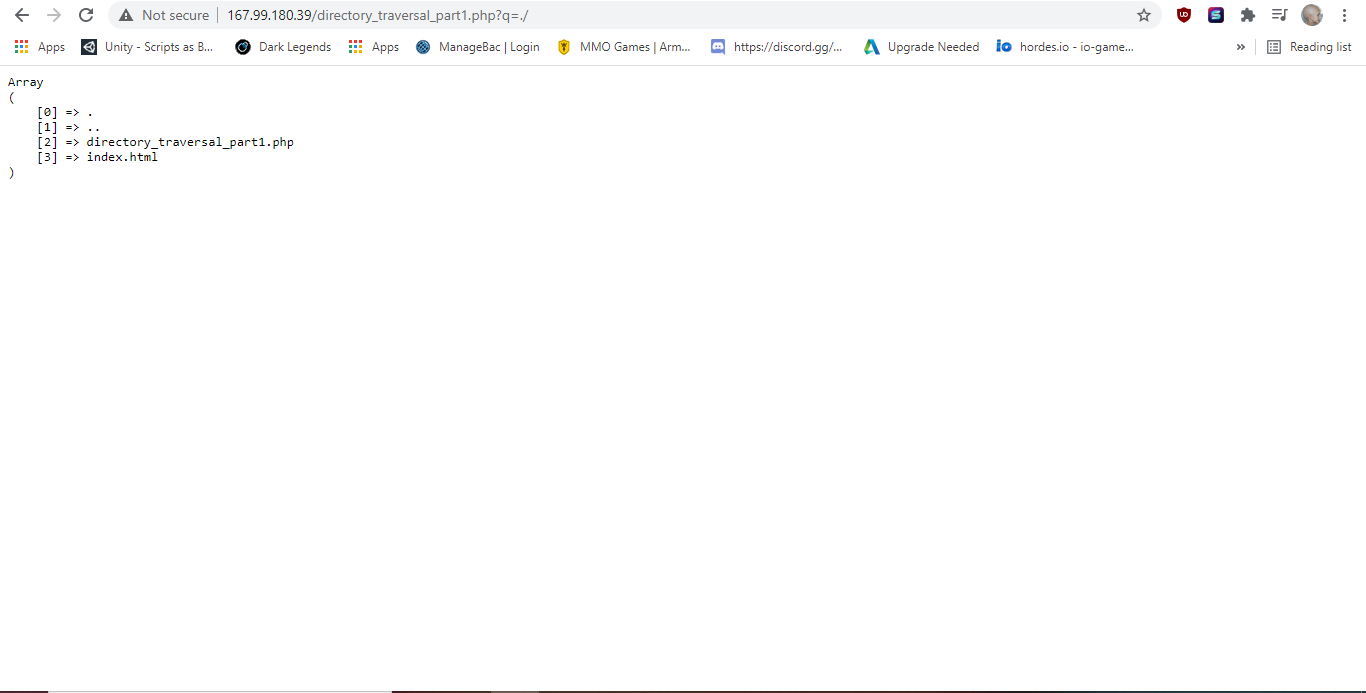 Not secure | 167.99.180.39/directory_traversal_part1.php?q=./
Apps Unity - Scripts as B... Dark Legends Apps ManageBac | Login MMO Games | Arm... https://discord.gg/... Upgrade Needed hordes.io - io-game... » Reading list
Array
(
    [0] => .
    [1] => ..
    [2] => directory_traversal_part1.php
    [3] => index.html
)